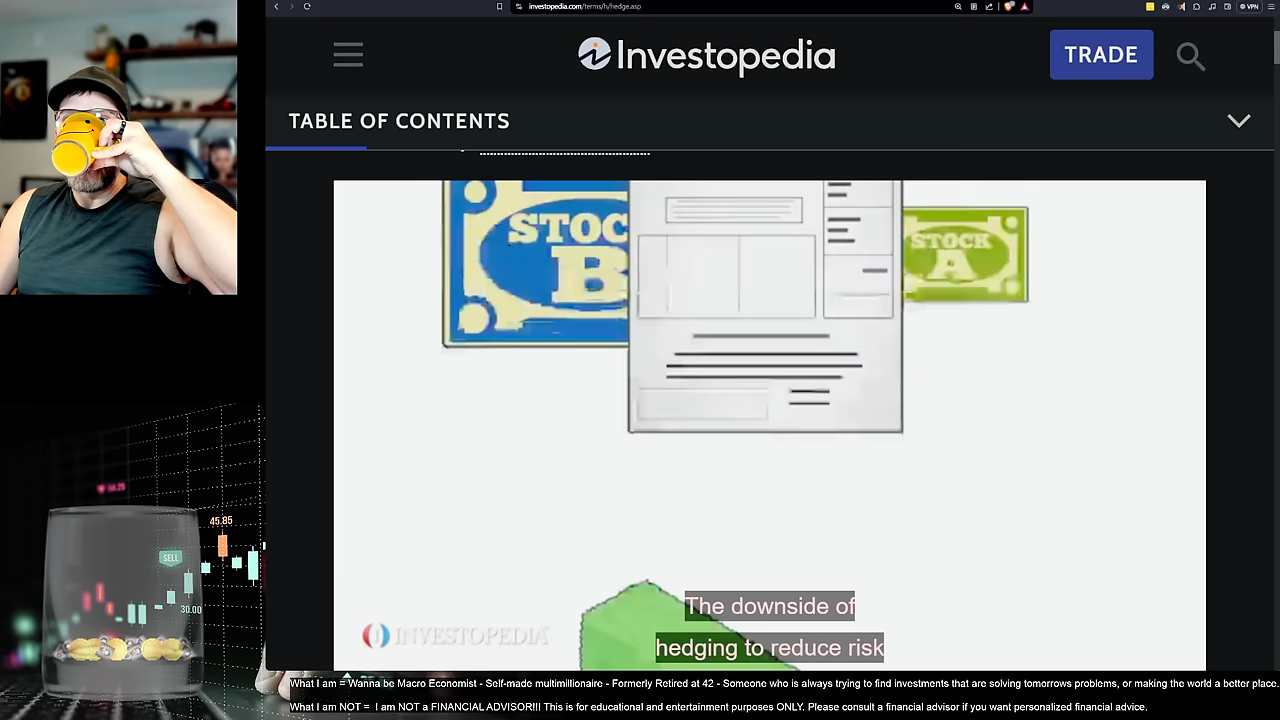 investopedia.com/terms/h/hedge.asp
VPN
Investopedia
TRADE
TABLE OF CONTENTS
STOC
B
STOCK
A
45.85
SELL
30.00
The downside of
hedging to reduce risk
INVESTOPEDIA
What I am = Wanna be Macro Economist - Self-made multimillionaire - Formerly Retired at 42 - Someone who is always trying to find investments that are solving tomorrows problems, or making the world a better place.
What I am NOT = I am NOT a FINANCIAL ADVISOR!!! This is for educational and entertainment purposes ONLY. Please consult a financial advisor if you want personalized financial advice.